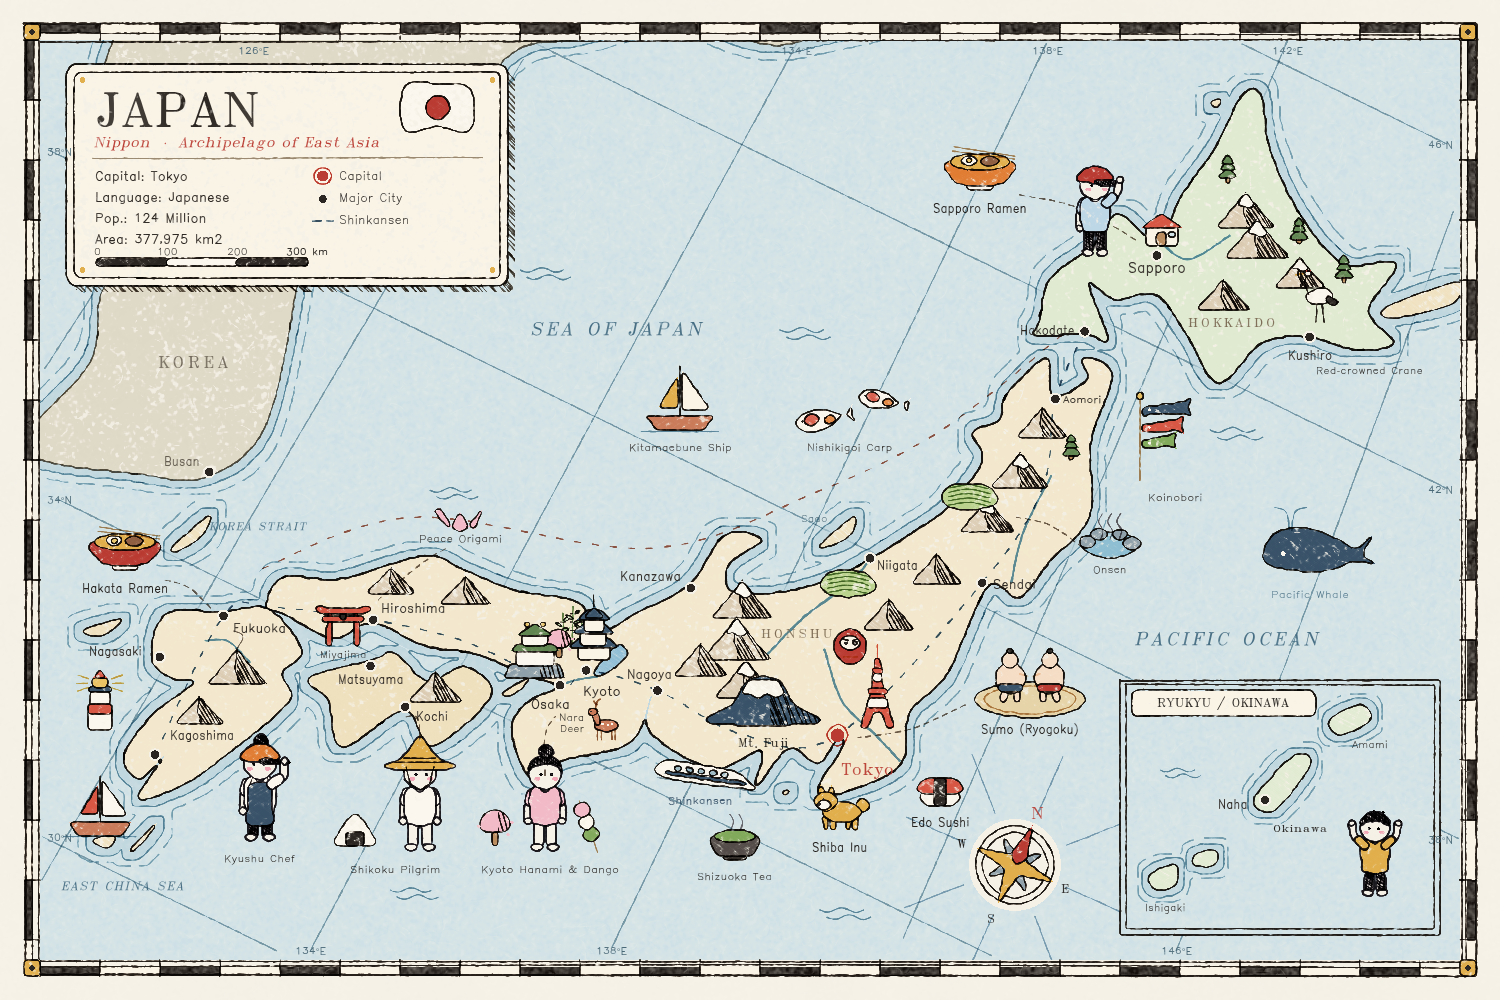 126°E
134°E
138°E
142°E
JAPAN
Nippon · Archipelago of East Asia
Capital: Tokyo
Language: Japanese
Pop.: 124 Million
Area: 377,975 km2
Capital
Major City
Shinkansen
0 100 200 300 km
38°N
46°N
Sapporo Ramen
Sapporo
HOKKAIDO
Hakodate
Kushiro
Red-crowned Crane
SEA OF JAPAN
KOREA
Aomori
Kitamaebune Ship
Nishikigoi Carp
Busan
34°N
42°N
Koinobori
KOREA STRAIT
Sado
Peace Origami
Onsen
Niigata
Kanazawa
Sendai
Hakata Ramen
Pacific Whale
Hiroshima
Fukuoka
HONSHU
PACIFIC OCEAN
Nagasaki
Miyajima
Matsuyama
Nagoya
Kyoto
Osaka
Kochi
Nara
Deer
Kagoshima
Mt. Fuji
Sumo (Ryogoku)
Tokyo
RYUKYU / OKINAWA
Amami
Shinkansen
Naha
Okinawa
Edo Sushi
N
W
E
S
30°N
38°N
Shiba Inu
Kyushu Chef
Shikoku Pilgrim
Kyoto Hanami & Dango
Shizuoka Tea
EAST CHINA SEA
Ishigaki
134°E
138°E
146°E